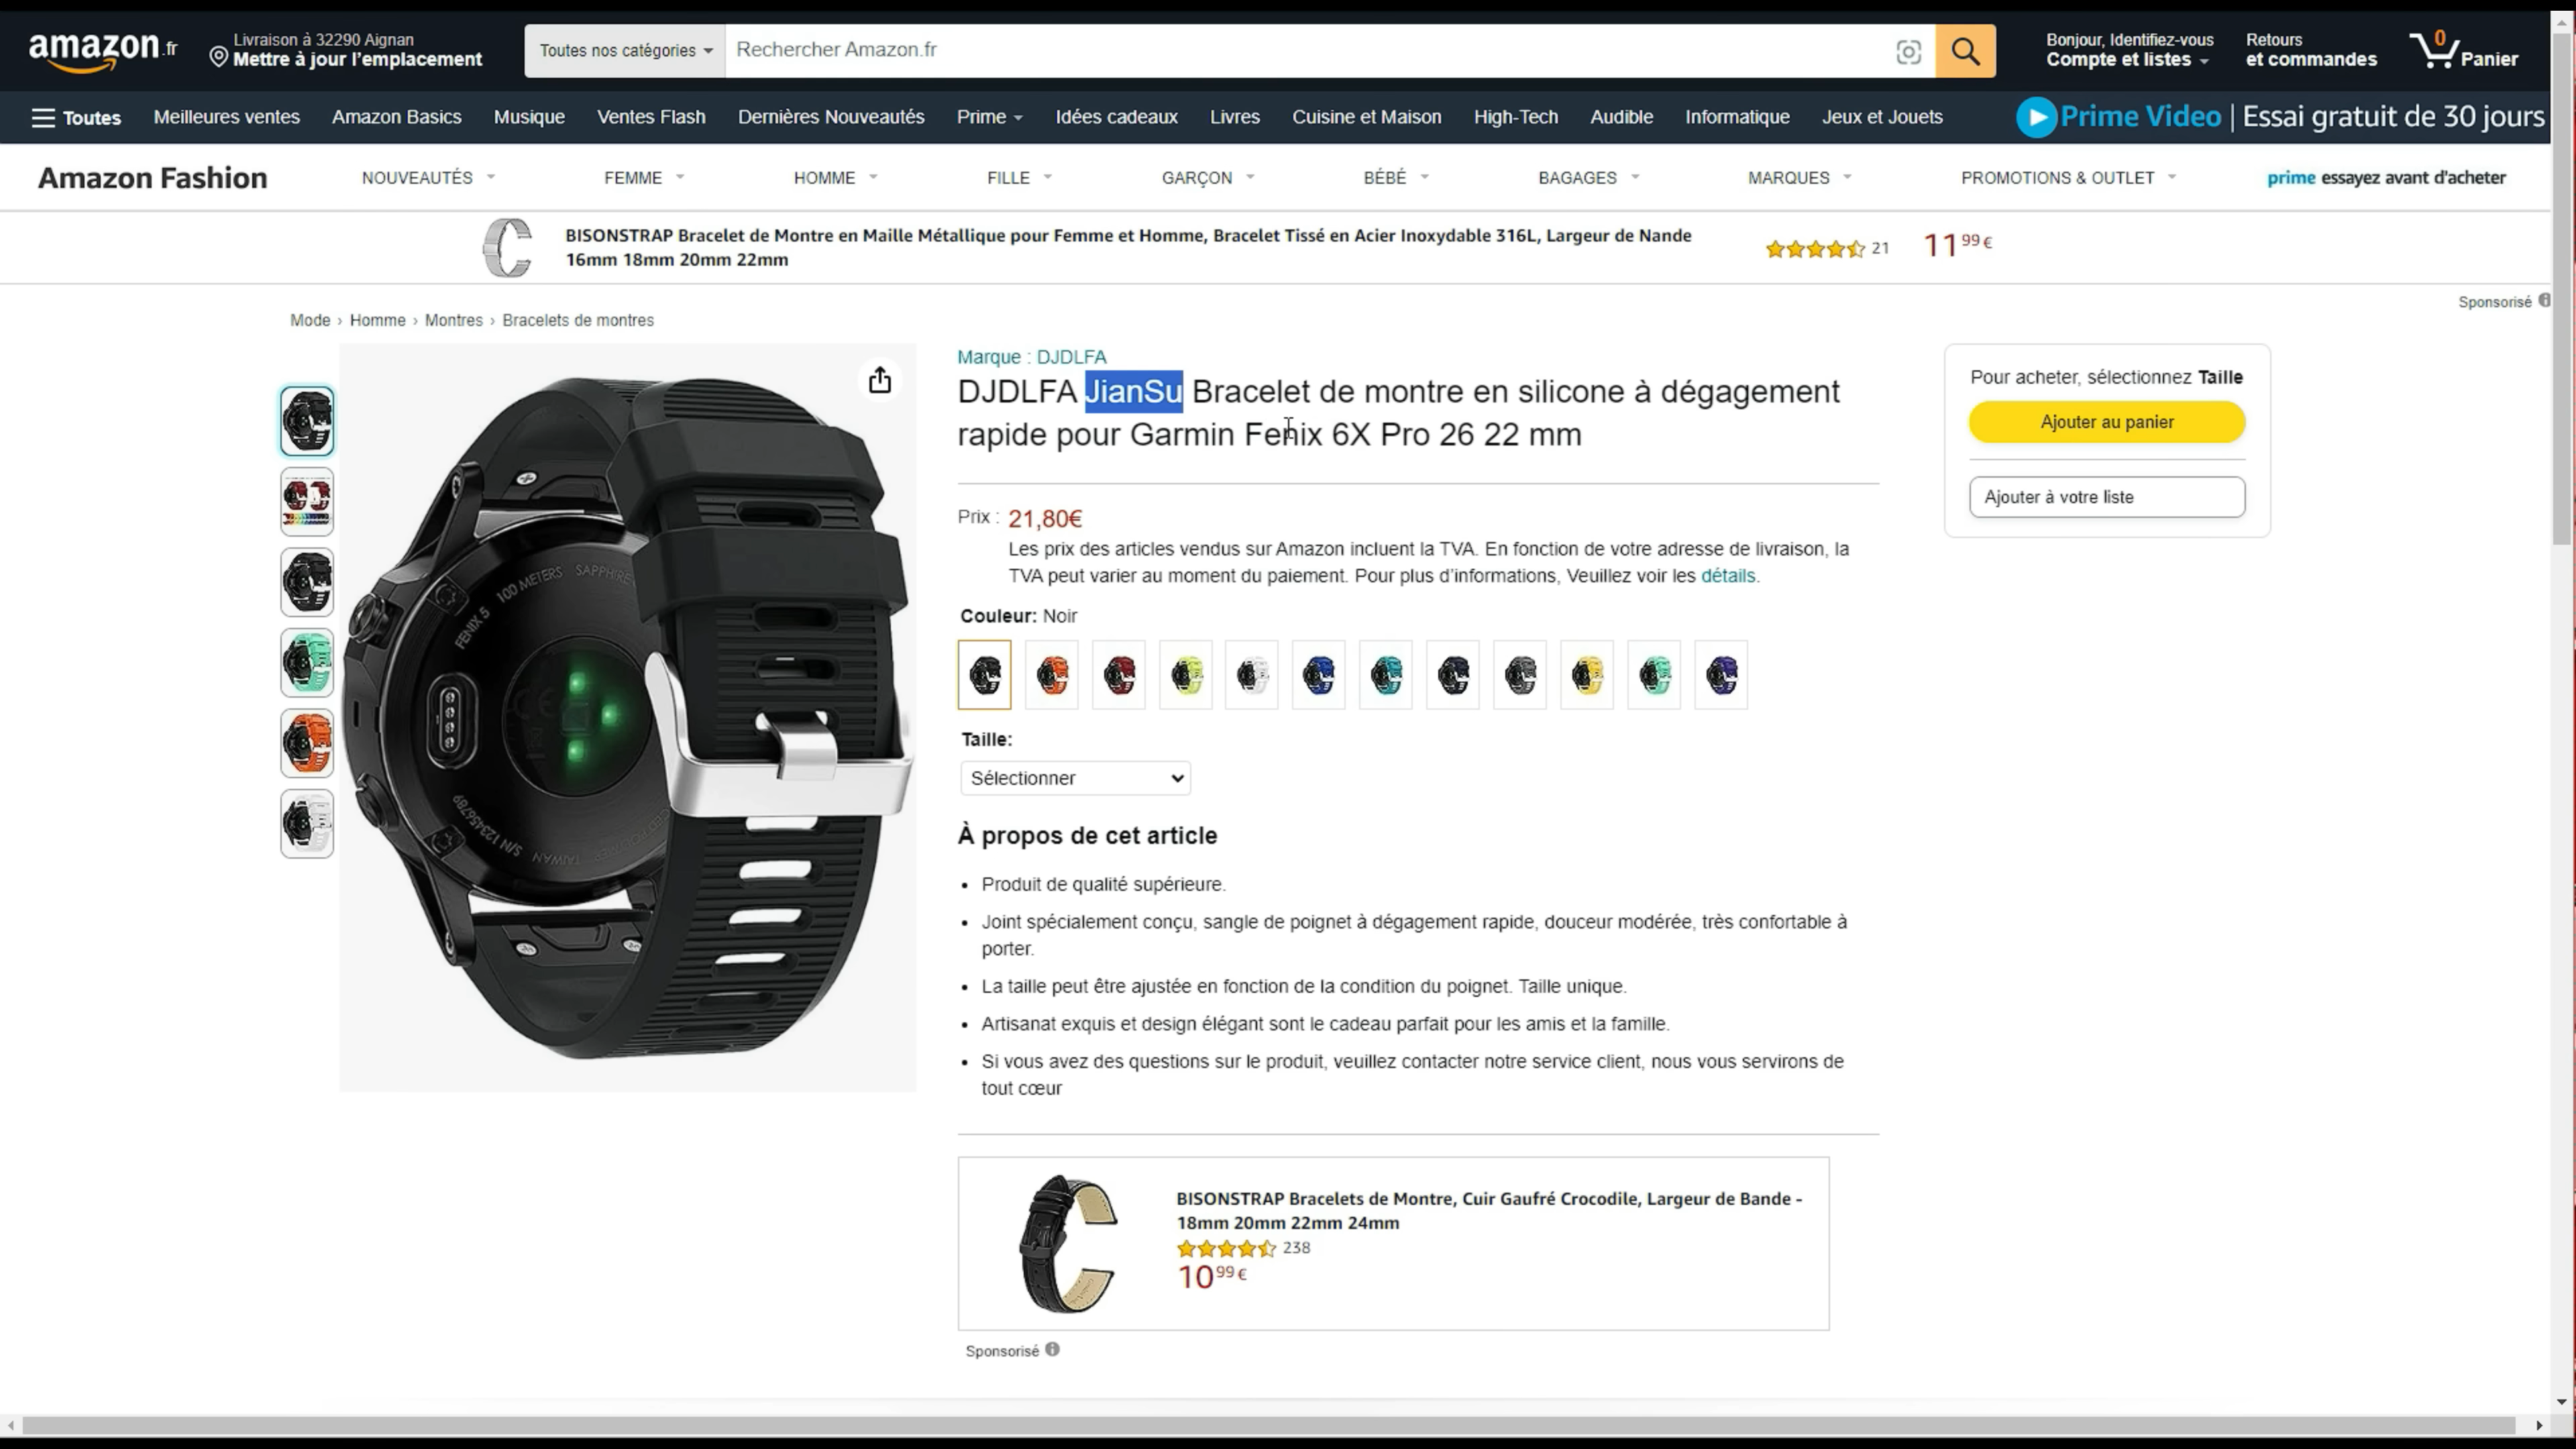 amazon.fr
Livraison à 32290 Aignan
Mettre à jour l'emplacement
Toutes nos catégories
Rechercher Amazon.fr
Bonjour, Identifiez-vous
Compte et listes
Retours
et commandes
0
Panier
Toutes
Meilleures ventes
Amazon Basics
Musique
Ventes Flash
Dernières Nouveautés
Prime
Idées cadeaux
Livres
Cuisine et Maison
High-Tech
Audible
Informatique
Jeux et Jouets
Prime Video | Essai gratuit de 30 jours
Amazon Fashion
NOUVEAUTÉS
FEMME
HOMME
FILLE
GARÇON
BÉBÉ
BAGAGES
MARQUES
PROMOTIONS & OUTLET
prime essayez avant d'acheter
BISONSTRAP Bracelet de Montre en Maille Métallique pour Femme et Homme, Bracelet Tissé en Acier Inoxydable 316L, Largeur de Nande
16mm 18mm 20mm 22mm
21
11 99 €
Sponsorisé
Mode › Homme › Montres › Bracelets de montres
FENIX 5 100 METERS SAPPHIRE
S/N 123456789
TAIWAN
Marque : DJDLFA
DJDLFA JianSu Bracelet de montre en silicone à dégagement
rapide pour Garmin Fenix 6X Pro 26 22 mm
Prix : 21,80€
Les prix des articles vendus sur Amazon incluent la TVA. En fonction de votre adresse de livraison, la
TVA peut varier au moment du paiement. Pour plus d'informations, Veuillez voir les détails.
Couleur: Noir
Taille:
Sélectionner
À propos de cet article
• Produit de qualité supérieure.
• Joint spécialement conçu, sangle de poignet à dégagement rapide, douceur modérée, très confortable à
porter.
• La taille peut être ajustée en fonction de la condition du poignet. Taille unique.
• Artisanat exquis et design élégant sont le cadeau parfait pour les amis et la famille.
• Si vous avez des questions sur le produit, veuillez contacter notre service client, nous vous servirons de
tout cœur
BISONSTRAP Bracelets de Montre, Cuir Gaufré Crocodile, Largeur de Bande -
18mm 20mm 22mm 24mm
238
10 99 €
Sponsorisé
Pour acheter, sélectionnez Taille
Ajouter au panier
Ajouter à votre liste